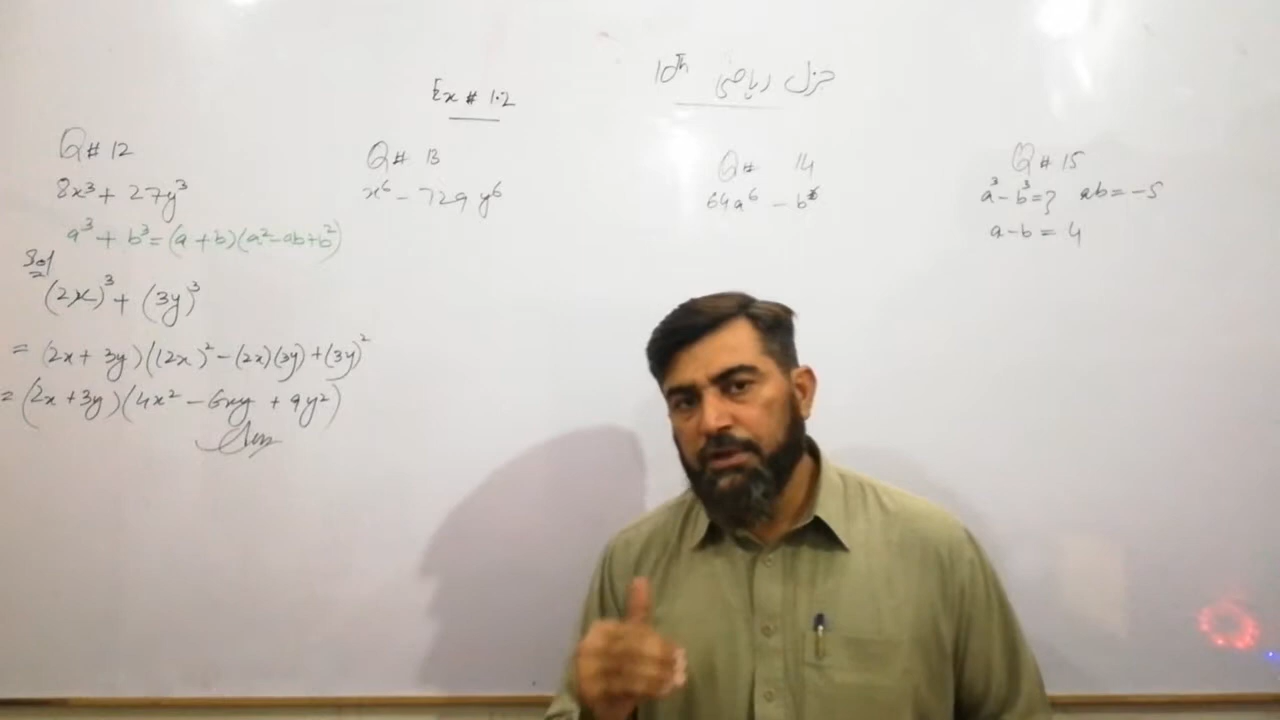 10th جنرل ریاضی
Ex # 1.2
Q # 12
8x³ + 27y³
a³ + b³ = (a + b)(a² - ab + b²)
Sol
(2x)³ + (3y)³
= (2x + 3y)((2x)² - (2x)(3y) + (3y)²
= (2x + 3y)(4x² - 6xy + 9y²)
Ans
Q # 13
x⁶ - 729y⁶
Q # 14
64a⁶ - b⁶
Q # 15
a³ - b³ = ? ab = -5
a - b = 4